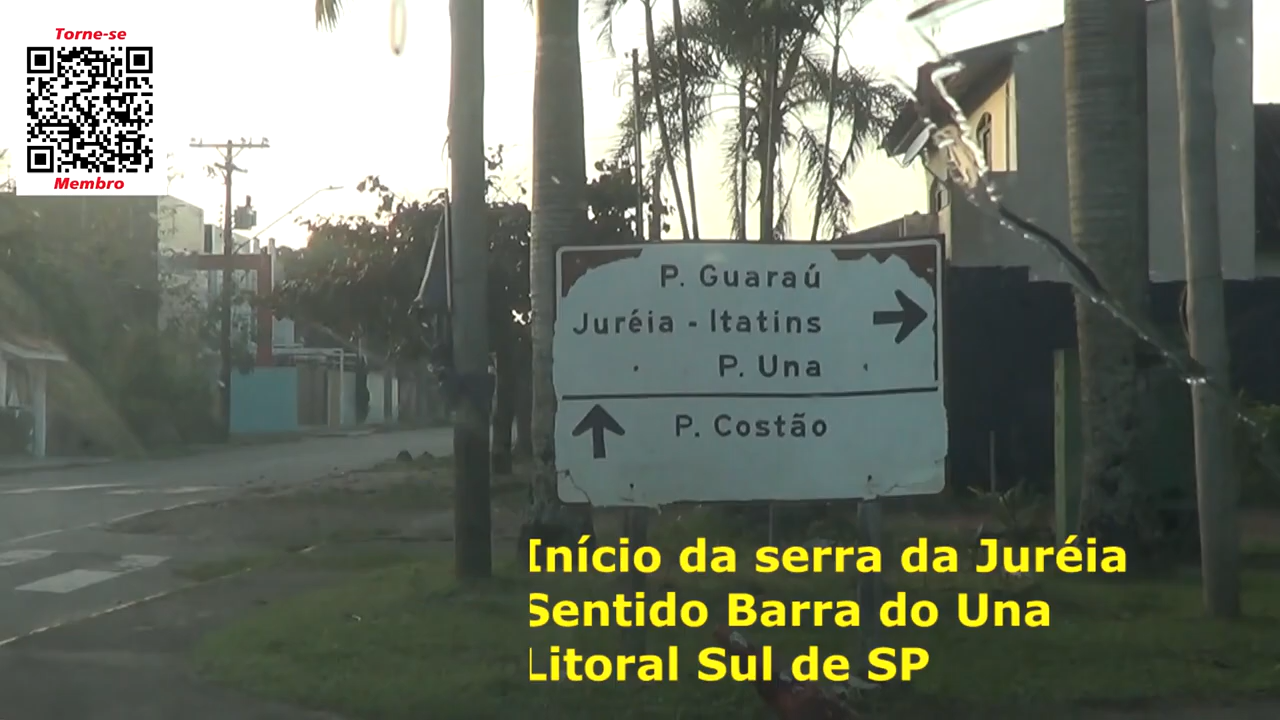 Torne-se
Membro
P. Guaraú
Juréia - Itatins
P. Una
P. Costão
Início da serra da Juréia
Sentido Barra do Una
Litoral Sul de SP